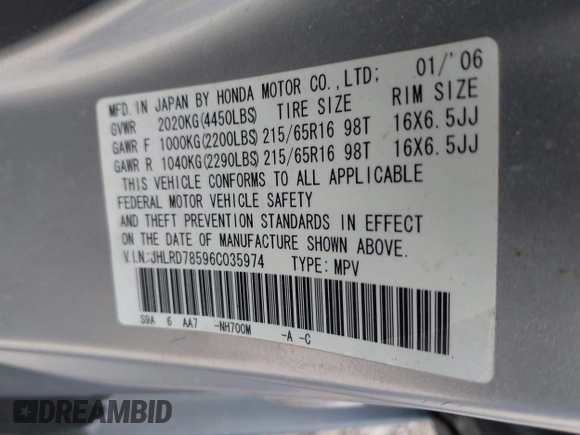 MFD. IN JAPAN BY HONDA MOTOR CO., LTD: 01/'06
GVWR 2020KG(4450LBS) TIRE SIZE RIM SIZE
GAWR F 1000KG(2200LBS) 215/65R16 98T 16X6.5JJ
GAWR R 1040KG(2290LBS) 215/65R16 98T 16X6.5JJ
THIS VEHICLE CONFORMS TO ALL APPLICABLE
FEDERAL MOTOR VEHICLE SAFETY
AND THEFT PREVENTION STANDARDS IN EFFECT
ON THE DATE OF MANUFACTURE SHOWN ABOVE.
V.I.N.:JHLRD78596C035974 TYPE: MPV
S9A 6 AA7 -NH700M -A -C
DREAMBID